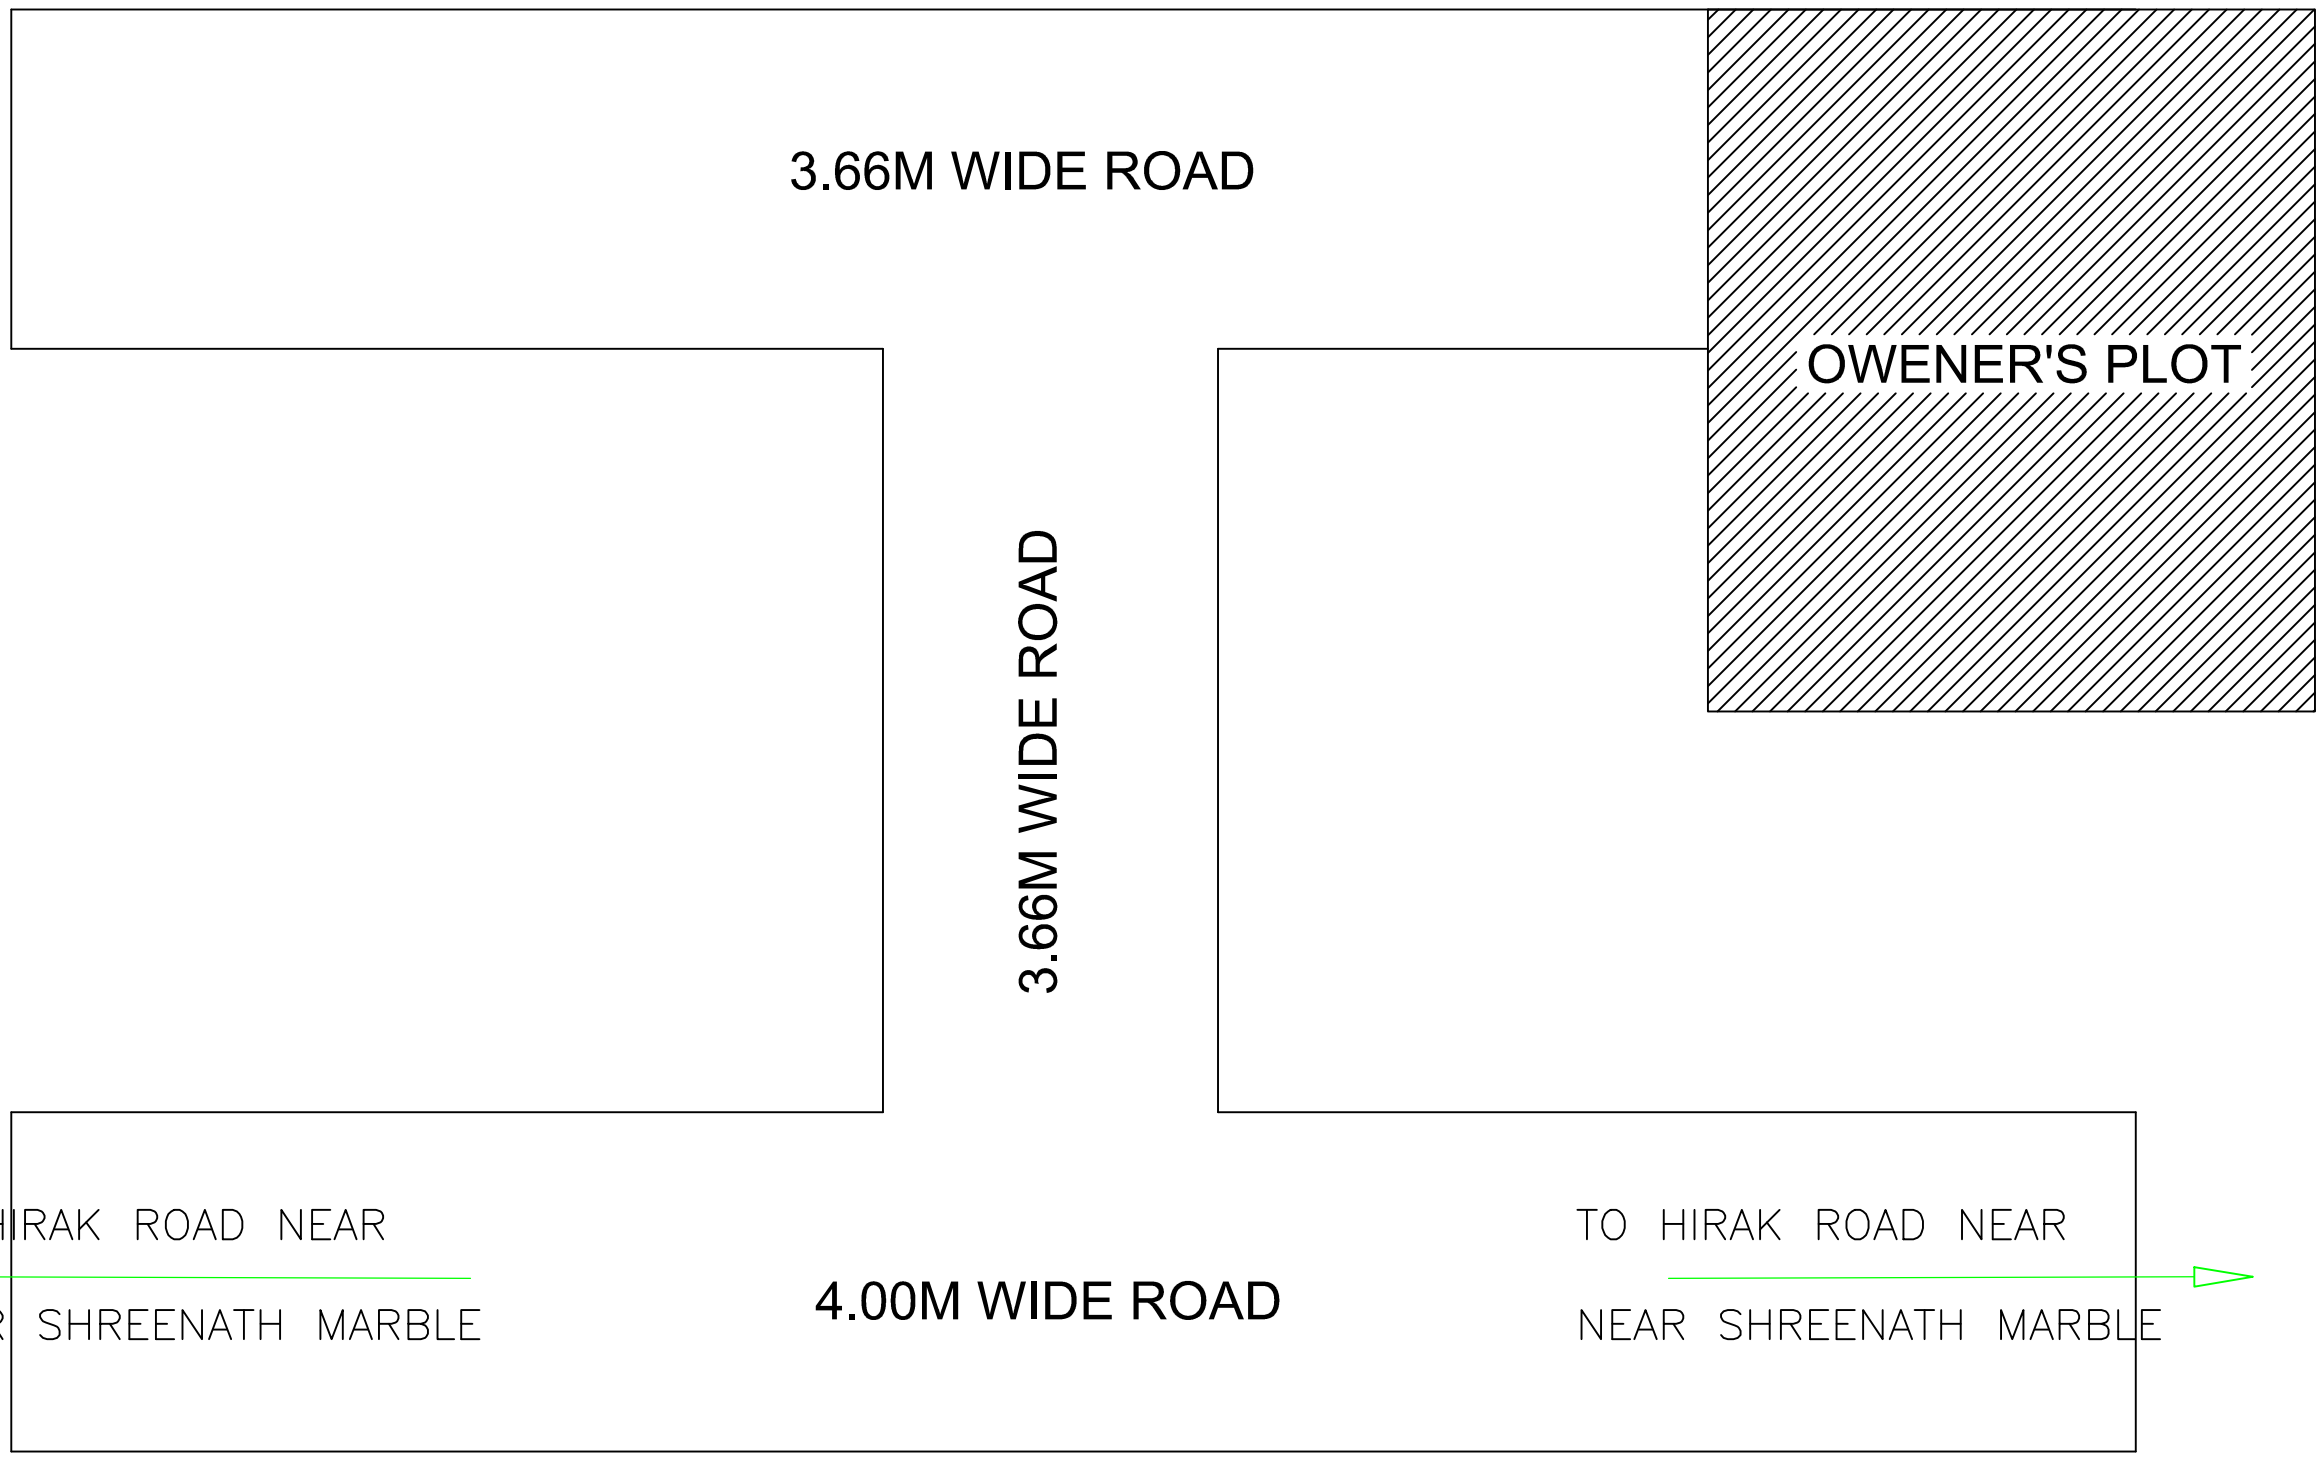 3.66M WIDE ROAD
OWENER'S PLOT
3.66M WIDE ROAD
HIRAK ROAD NEAR
SHREENATH MARBLE
4.00M WIDE ROAD
TO HIRAK ROAD NEAR
NEAR SHREENATH MARBLE